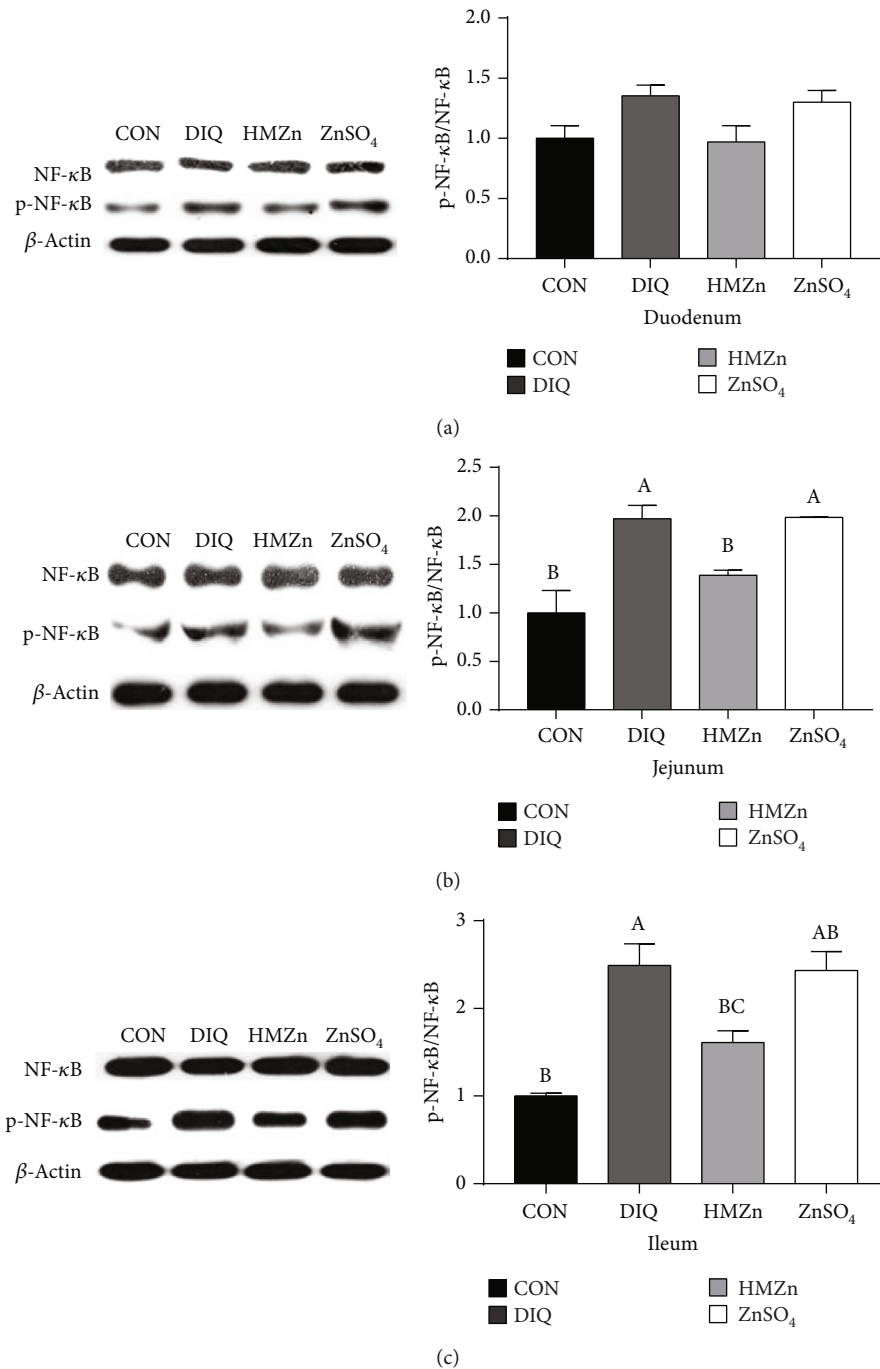 CON DIQ HMZn ZnSO4
NF-κB
p-NF-κB
β-Actin
p-NF-κB/NF-κB
2.0
1.5
1.0
0.5
0.0
CON DIQ HMZn ZnSO4
Duodenum
CON HMZn
DIQ ZnSO4
(a)
CON DIQ HMZn ZnSO4
NF-κB
p-NF-κB
β-Actin
p-NF-κB/NF-κB
2.5
2.0
1.5
1.0
0.5
0.0
B A B A
CON DIQ HMZn ZnSO4
Jejunum
CON HMZn
DIQ ZnSO4
(b)
CON DIQ HMZn ZnSO4
NF-κB
p-NF-κB
β-Actin
p-NF-κB/NF-κB
3
2
1
0
B A BC AB
CON DIQ HMZn ZnSO4
Ileum
CON HMZn
DIQ ZnSO4
(c)